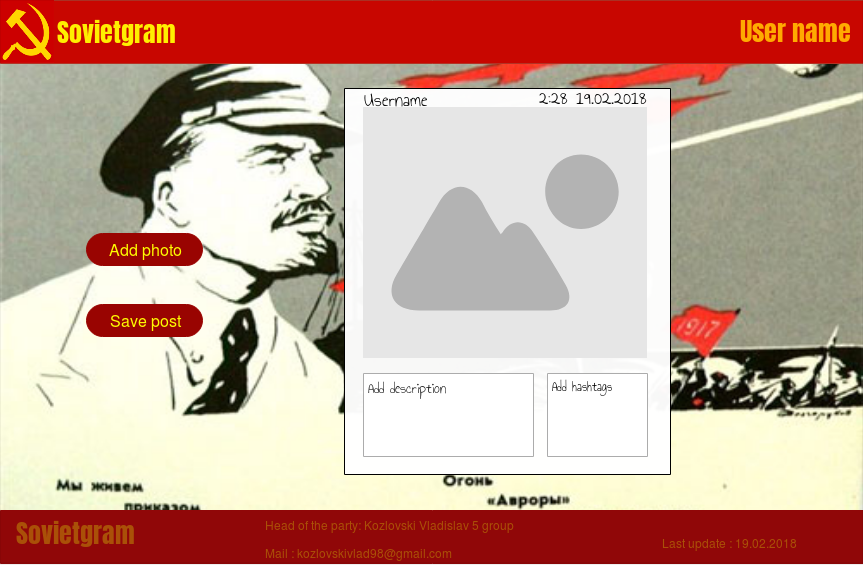 Sovietgram
User name
Username
2:28 19.02.2018
Add photo
Save post
1917
Add description
Add hashtags
Мы живем
приказом
Огонь
«Авроры»
Sovietgram
Head of the party: Kozlovski Vladislav 5 group
Mail : kozlovskivlad98@gmail.com
Last update : 19.02.2018